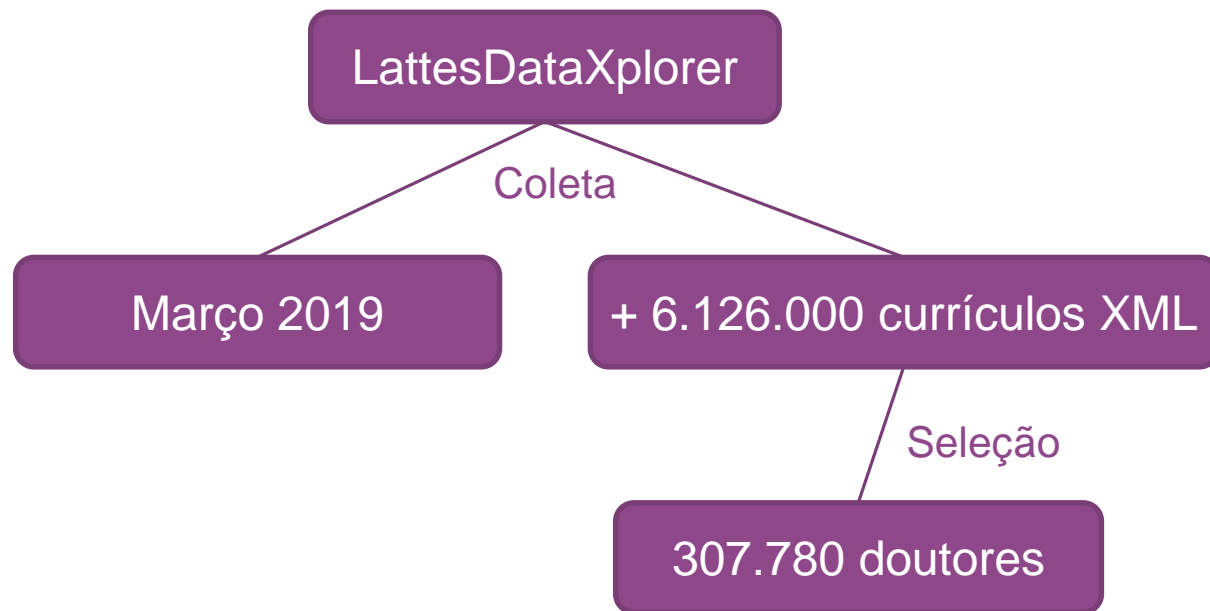 LattesDataXplorer
Coleta
Março 2019
+ 6.126.000 currículos XML
Seleção
307.780 doutores